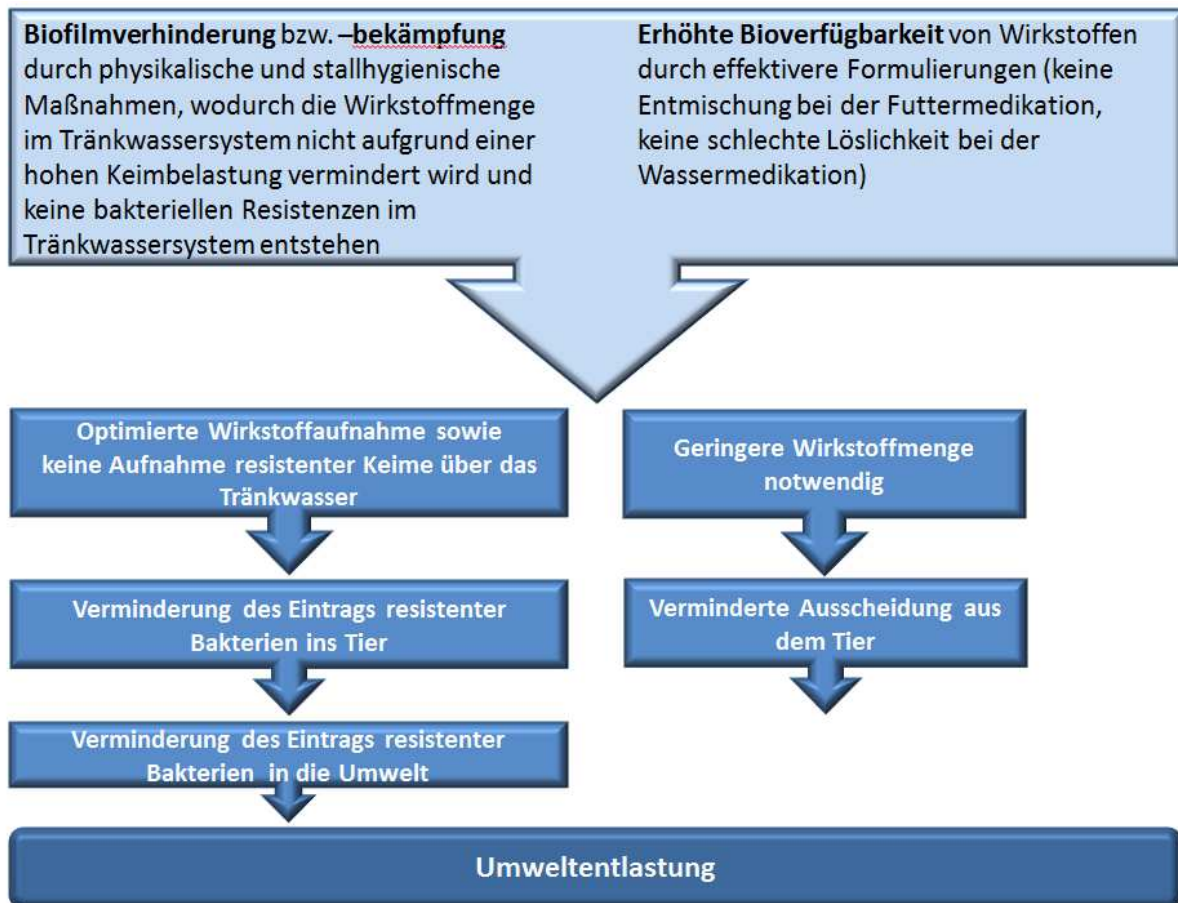 Biofilmverhinderung bzw. –bekämpfung
durch physikalische und stallhygienische
Maßnahmen, wodurch die Wirkstoffmenge
im Tränkwassersystem nicht aufgrund einer
hohen Keimbelastung vermindert wird und
keine bakteriellen Resistenzen im
Tränkwassersystem entstehen
Erhöhte Bioverfügbarkeit von Wirkstoffen
durch effektivere Formulierungen (keine
Entmischung bei der Futtermedikation,
keine schlechte Löslichkeit bei der
Wassermedikation)
Optimierte Wirkstoffaufnahme sowie
keine Aufnahme resistenter Keime über das
Tränkwasser
Geringere Wirkstoffmenge
notwendig
Verminderung des Eintrags resistenter
Bakterien ins Tier
Verminderte Ausscheidung aus
dem Tier
Verminderung des Eintrags resistenter
Bakterien in die Umwelt
Umweltentlastung